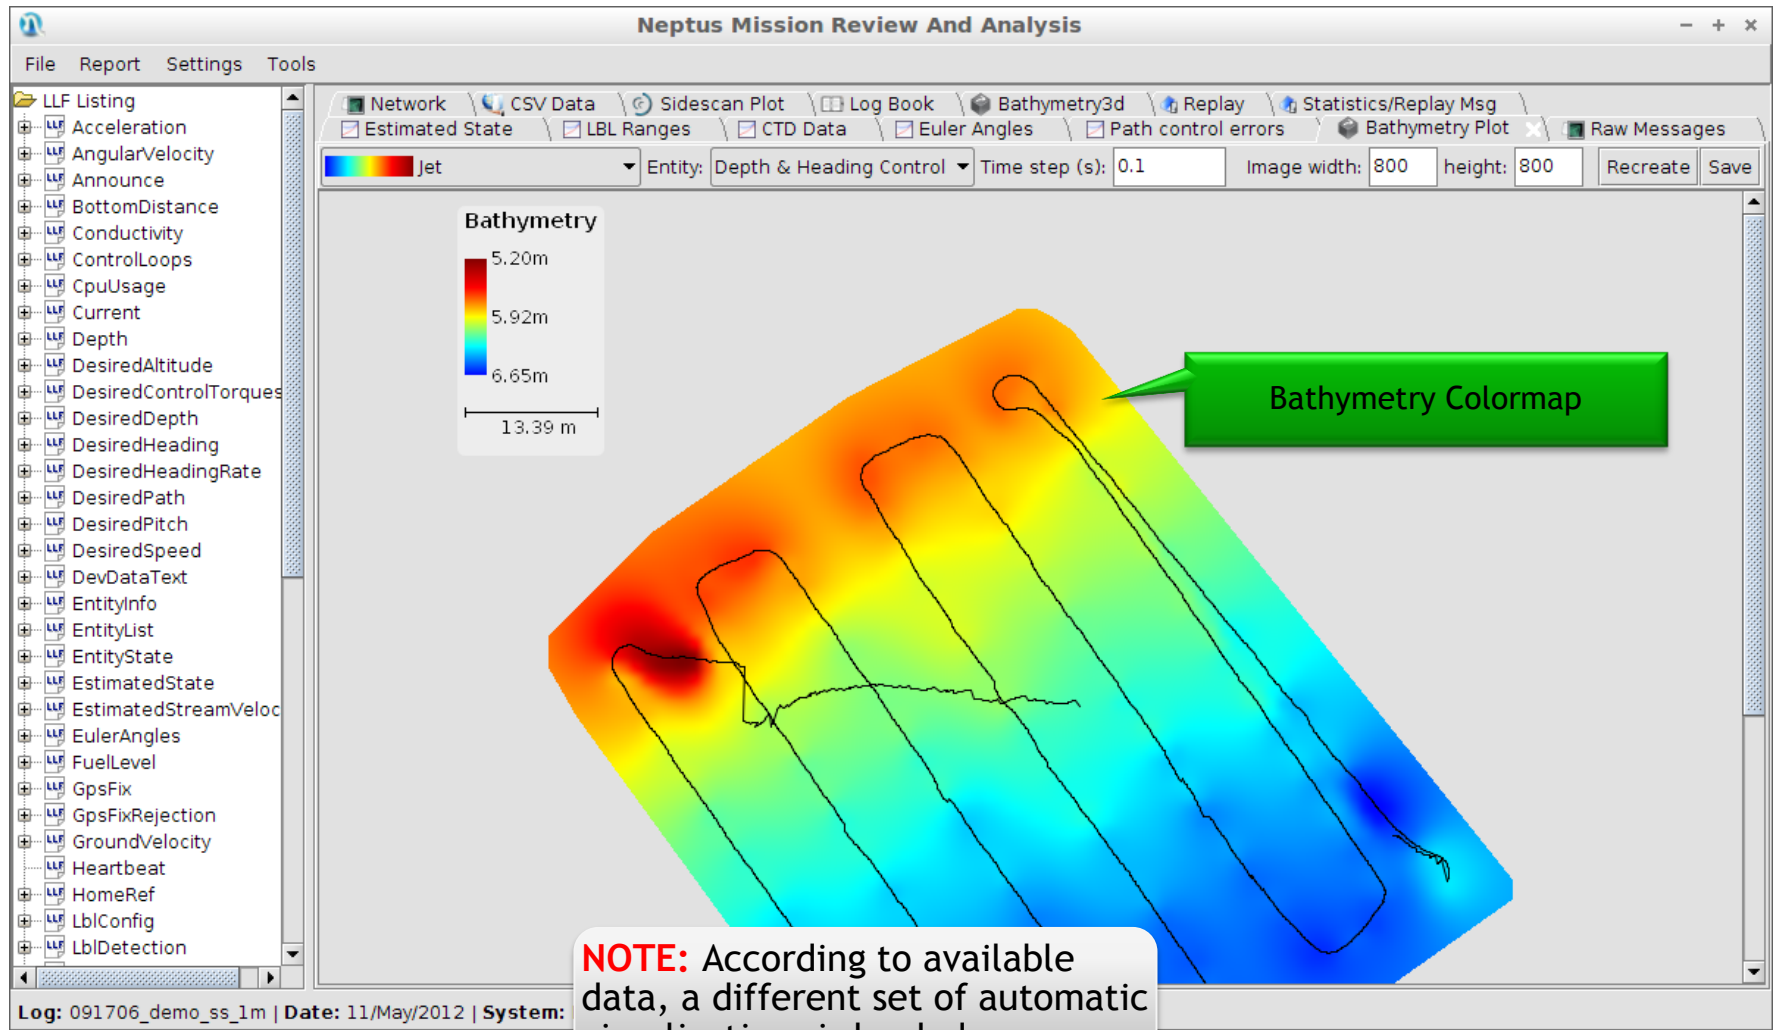 Neptus Mission Review And Analysis
File Report Settings Tools
LLF Listing
Acceleration
AngularVelocity
Announce
BottomDistance
Conductivity
ControlLoops
CpuUsage
Current
Depth
DesiredAltitude
DesiredControlTorques
DesiredDepth
DesiredHeading
DesiredHeadingRate
DesiredPath
DesiredPitch
DesiredSpeed
DevDataText
EntityInfo
EntityList
EntityState
EstimatedState
EstimatedStreamVeloc
EulerAngles
FuelLevel
GpsFix
GpsFixRejection
GroundVelocity
Heartbeat
HomeRef
LblConfig
LblDetection
Network CSV Data Sidescan Plot Log Book Bathymetry3d Replay Statistics/Replay Msg
Estimated State LBL Ranges CTD Data Euler Angles Path control errors Bathymetry Plot Raw Messages
Jet Entity: Depth & Heading Control Time step (s): 0.1 Image width: 800 height: 800 Recreate Save
Bathymetry
5.20m
5.92m
6.65m
13.39 m
Bathymetry Colormap
NOTE: According to available
data, a different set of automatic
Log: 091706_demo_ss_1m | Date: 11/May/2012 | System: